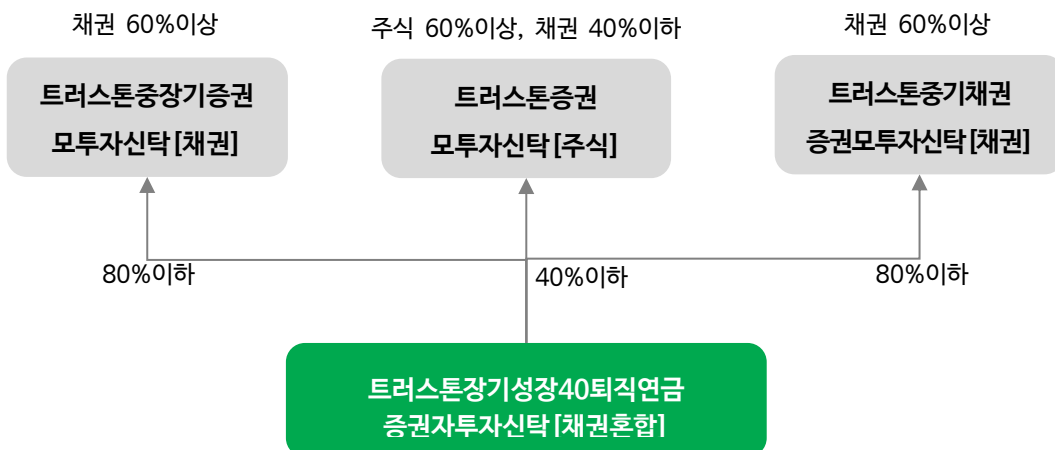 채권 60%이상
주식 60%이상, 채권 40%이하
채권 60%이상
트러스톤중장기증권
모투자신탁[채권]
트러스톤증권
모투자신탁[주식]
트러스톤중기채권
증권모투자신탁[채권]
80%이하
40%이하
80%이하
트러스톤장기성장40퇴직연금
증권자투자신탁[채권혼합]